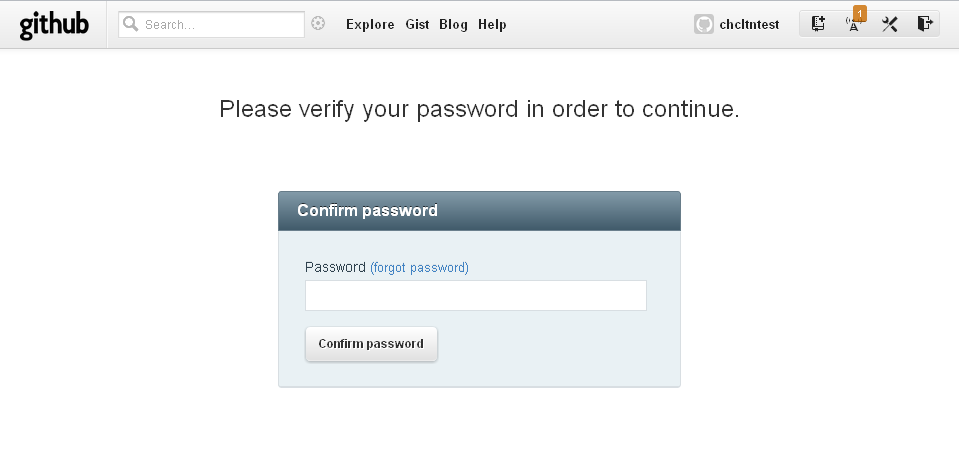 github Search... Explore Gist Blog Help chcltntest 1
Please verify your password in order to continue.
Confirm password
Password (forgot password)
Confirm password